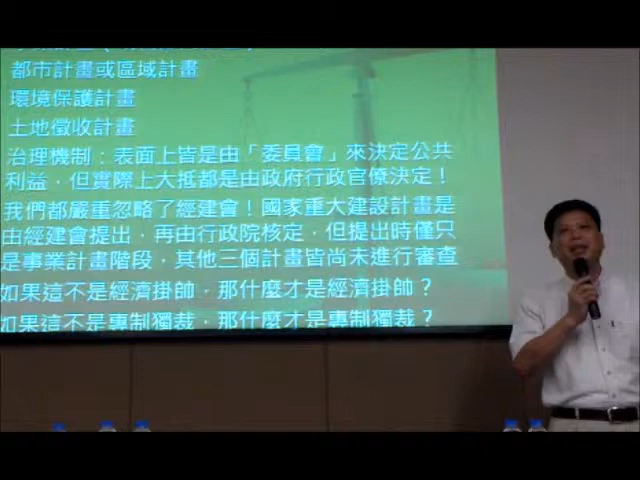 都市計畫或區域計畫
環境保護計畫
土地徵收計畫
治理機制：表面上皆是由「委員會」來決定公共
利益，但實際上大抵都是由政府行政官僚決定！
我們都嚴重忽略了經建會！國家重大建設計畫是
由經建會提出，再由行政院核定，但提出時僅只
是事業計畫階段，其他三個計畫皆尚未進行審查
如果這不是經濟掛帥，那什麼才是經濟掛帥？
如果這不是專制獨裁，那什麼才是專制獨裁？